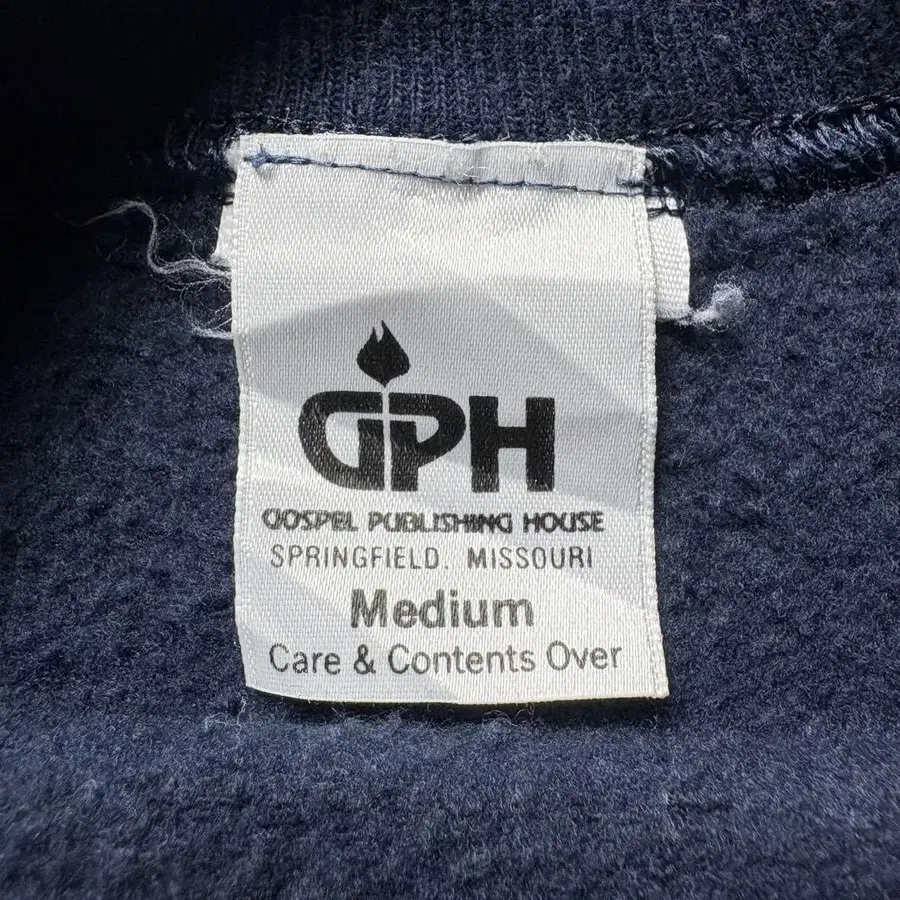 GPH
GOSPEL PUBLISHING HOUSE
SPRINGFIELD, MISSOURI
Medium
Care & Contents Over